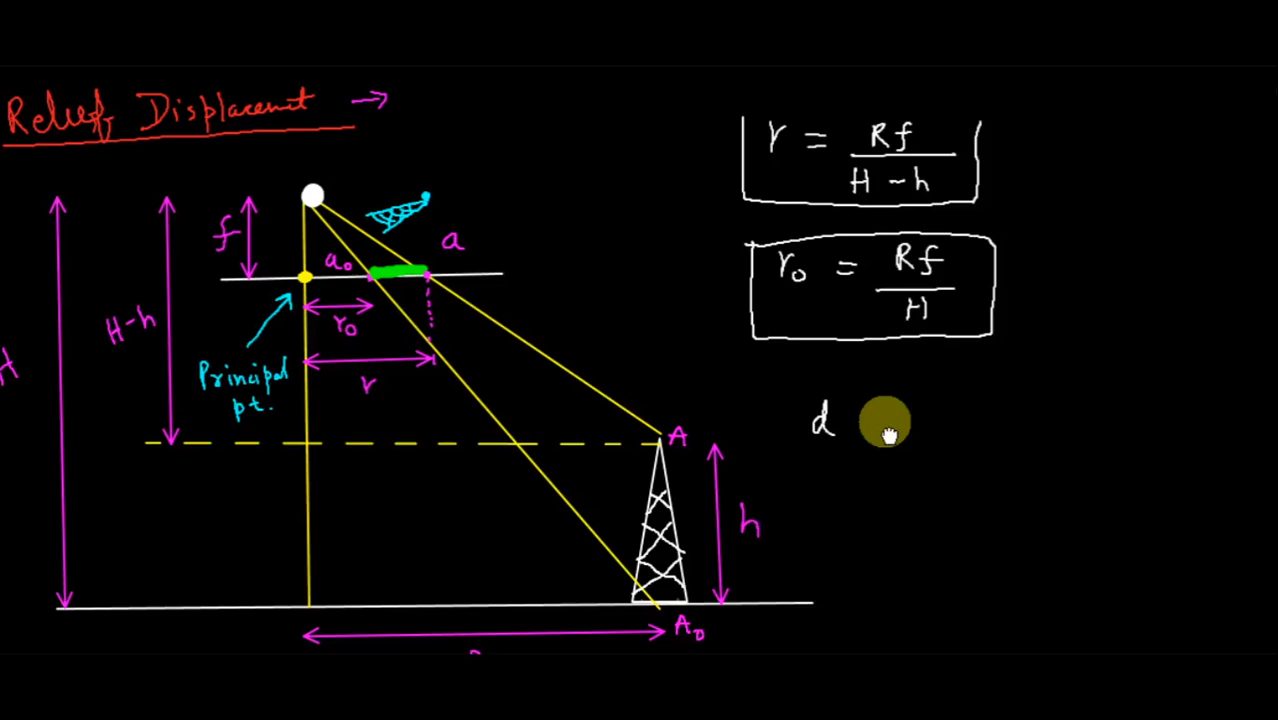 Relief Displacement →
r = Rf / H - h
r₀ = Rf / H
f
a₀
a
H-h
r₀
r
H
Principal
pt.
d
A
h
A₀